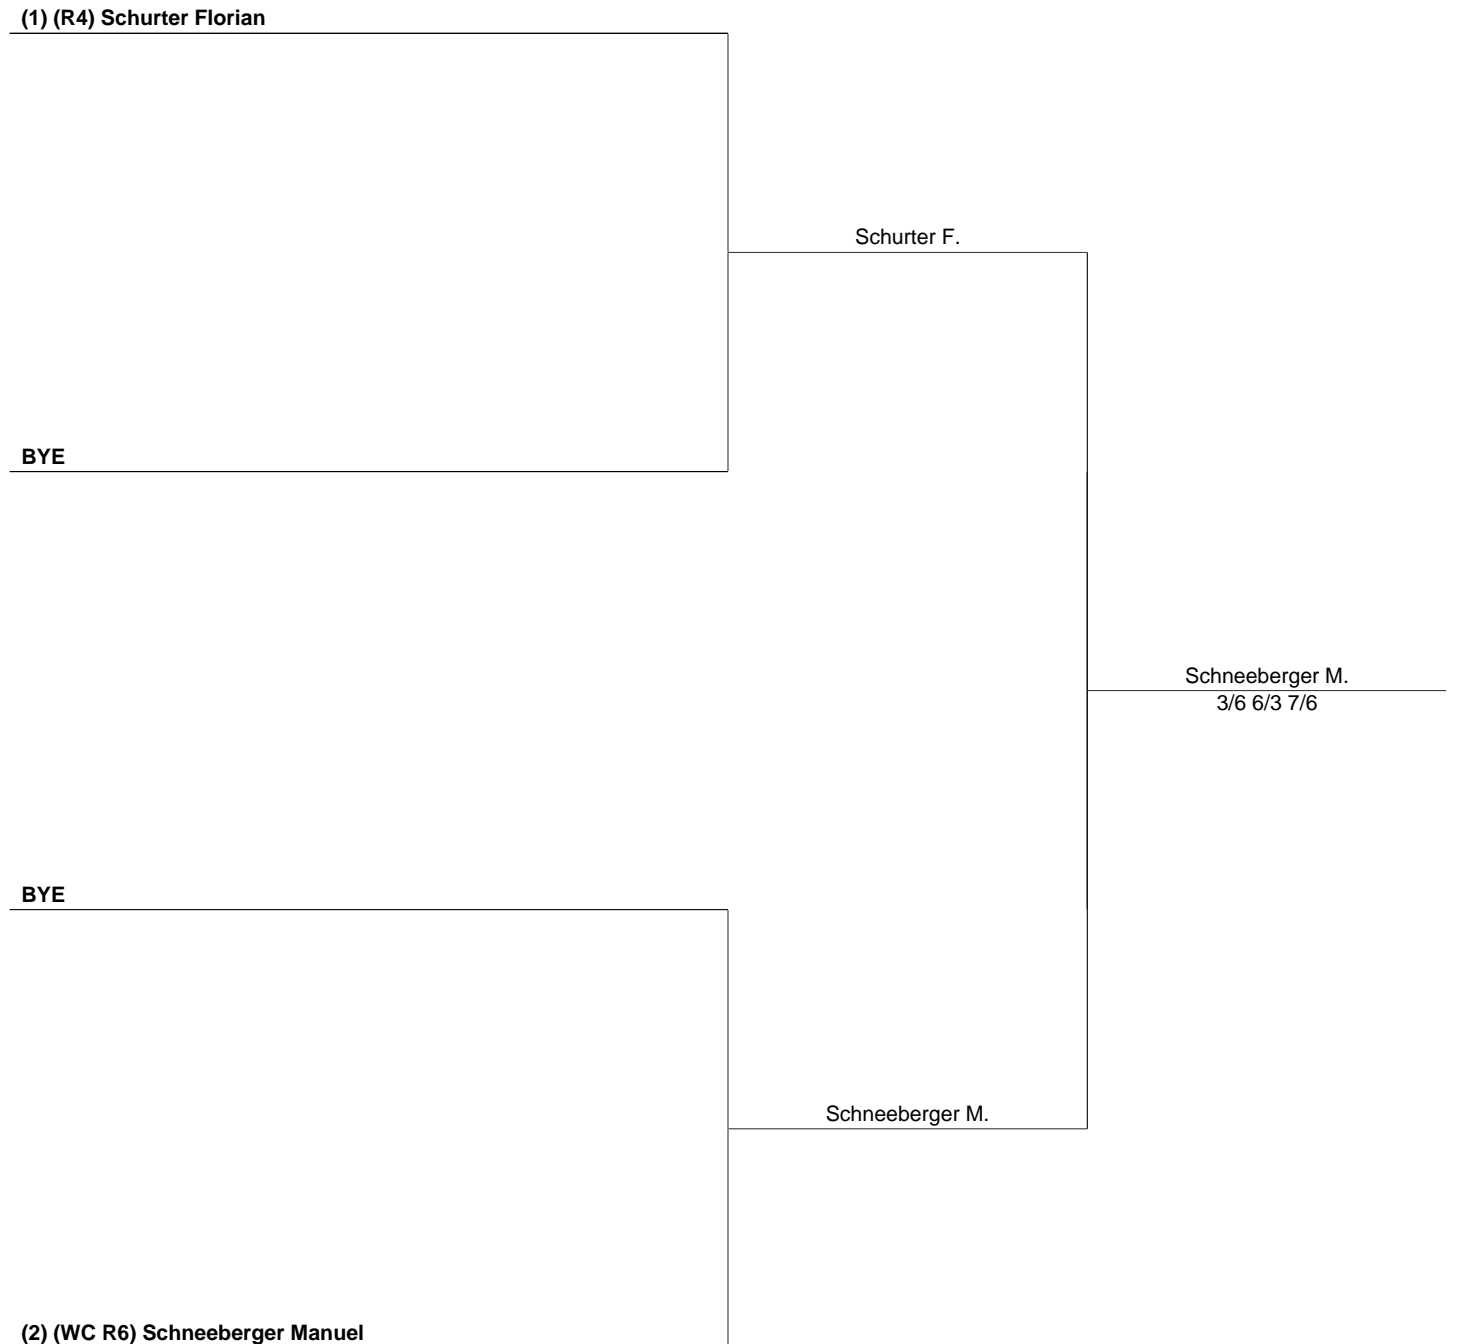 (1) (R4) Schurter Florian
Schurter F.
BYE
Schneeberger M.
3/6 6/3 7/6
BYE
Schneeberger M.
(2) (WC R6) Schneeberger Manuel